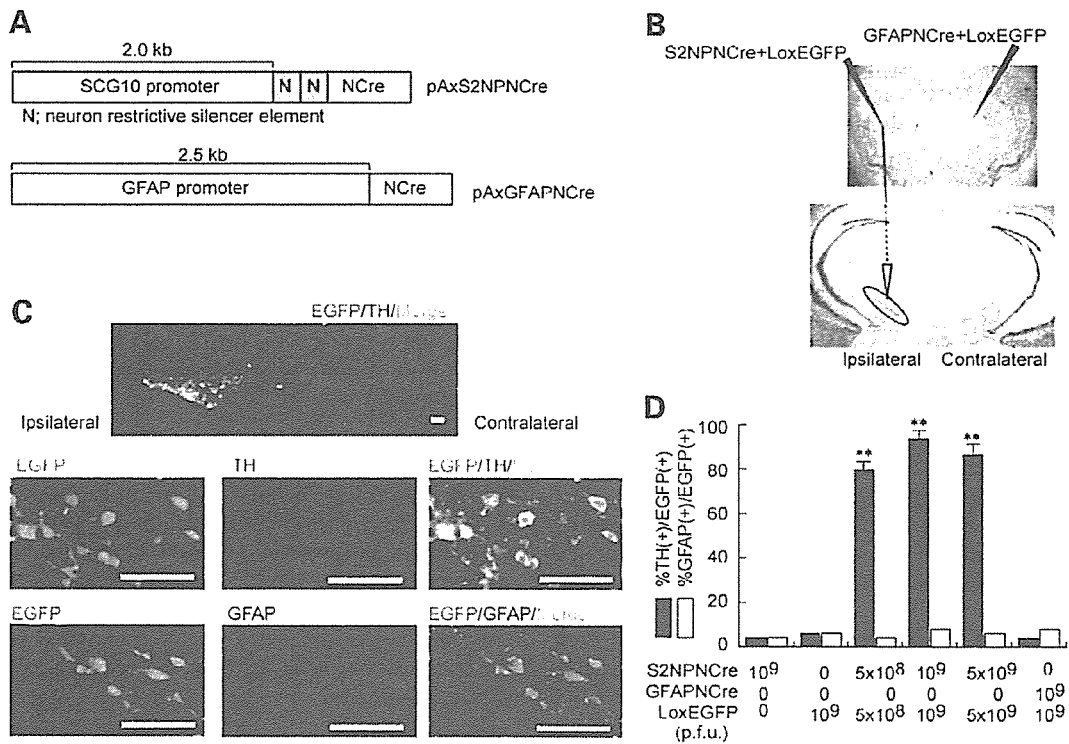 A
2.0 kb
SCG10 promoter N N NCre pAxS2NPNCre
N; neuron restrictive silencer element
2.5 kb
GFAP promoter NCre pAxGFAPNCre
B
S2NPNCre+LoxEGFP GFAPNCre+LoxEGFP
Ipsilateral Contralateral
C
EGFP/TH/Merge
Ipsilateral Contralateral
EGFP TH EGFP/TH/
EGFP GFAP EGFP/GFAP/
D
%TH(+)/EGFP(+)
%GFAP(+)/EGFP(+)
100
80
60
40
20
0
** ** **
S2NPNCre 10⁹ 0 5x10⁸ 10⁹ 5x10⁹ 0
GFAPNCre 0 0 0 0 0 10⁹
LoxEGFP 0 10⁹ 5x10⁸ 10⁹ 5x10⁹ 10⁹
(p.f.u.)